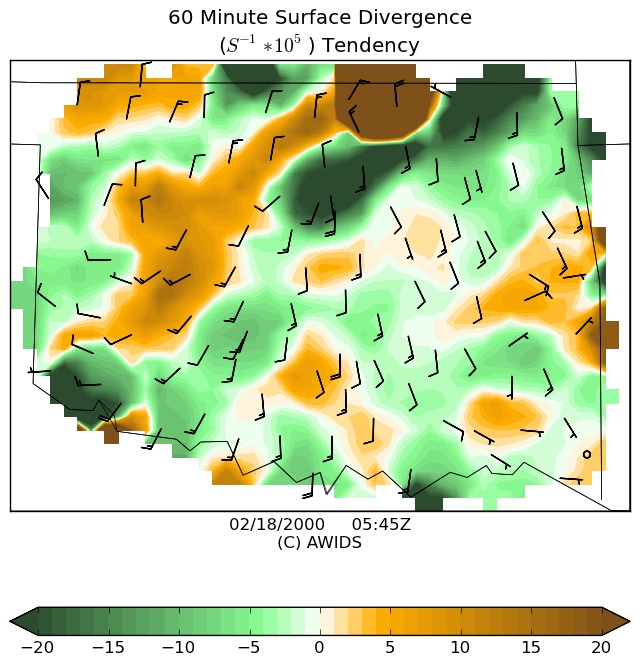 60 Minute Surface Divergence
(S⁻¹ *10⁵ ) Tendency
02/18/2000 05:45Z
(C) AWIDS
−20 −15 −10 −5 0 5 10 15 20